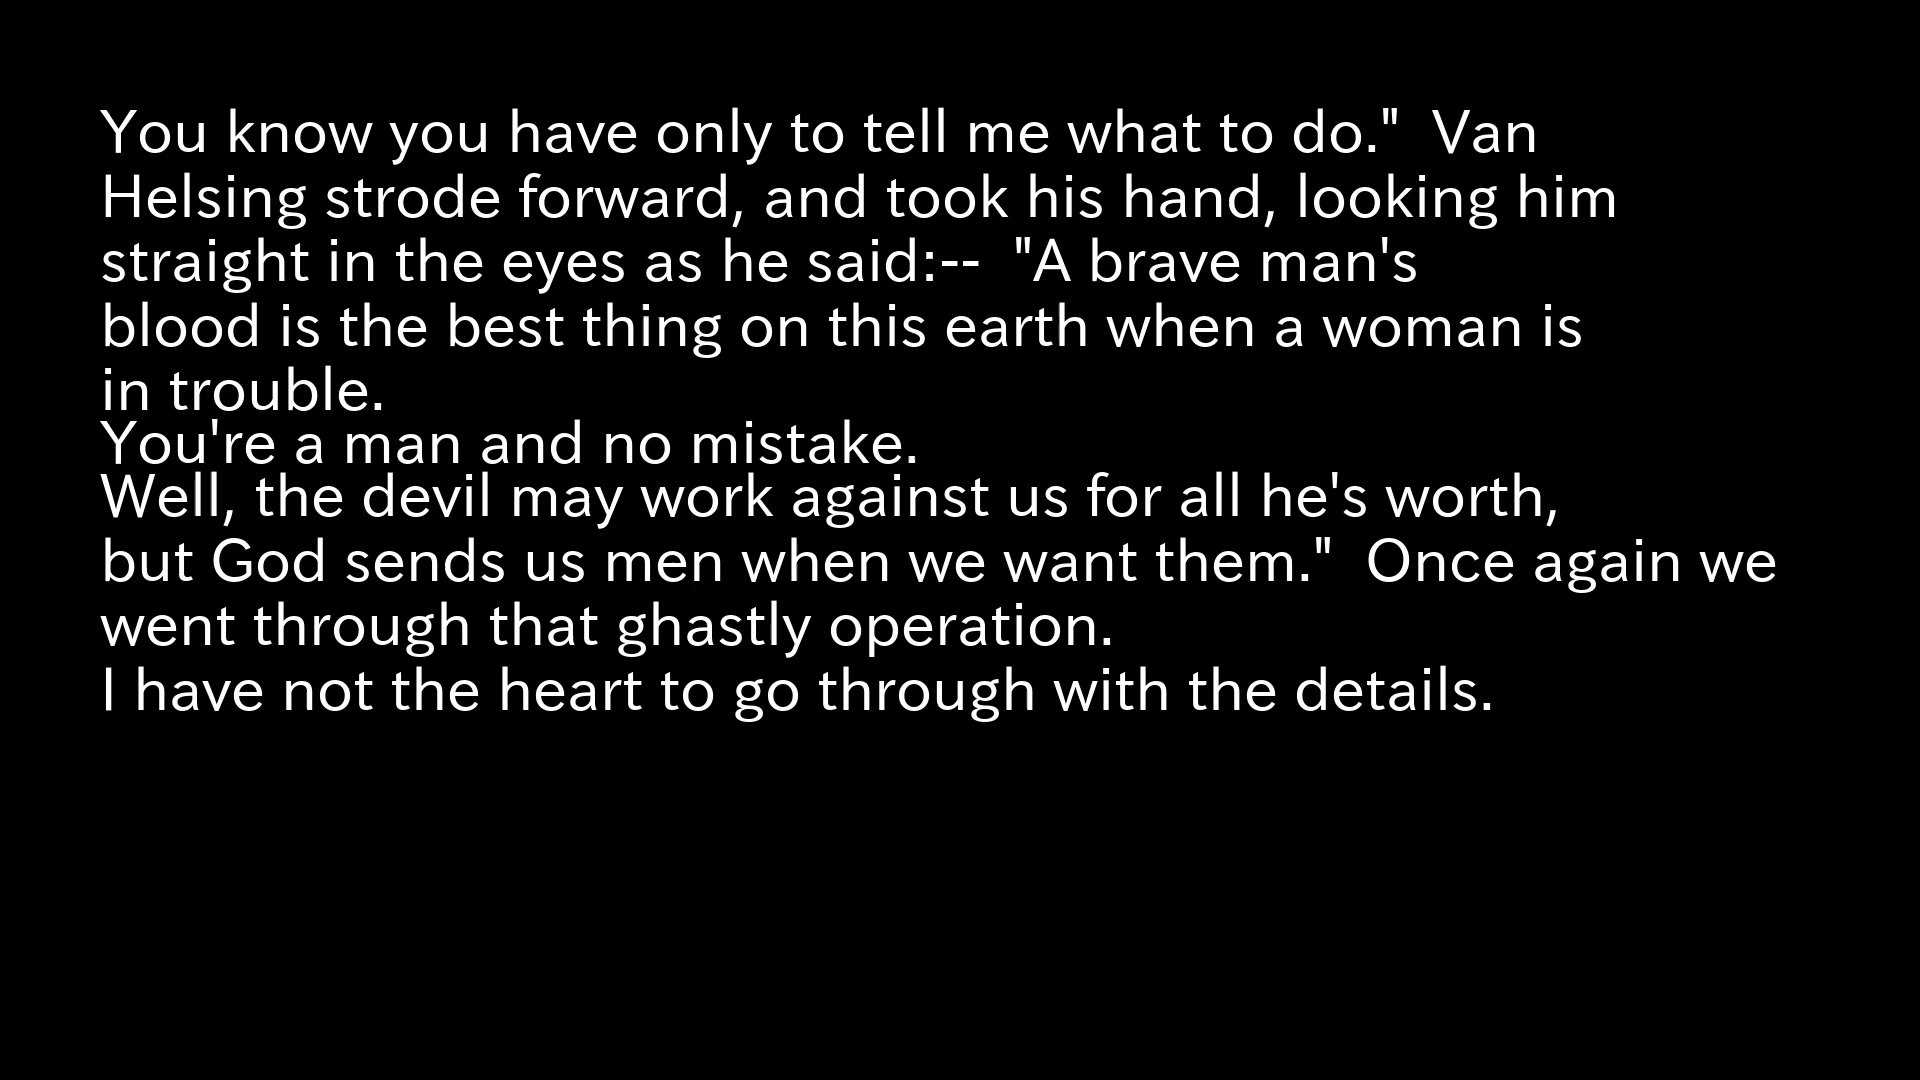 You know you have only to tell me what to do."  Van
Helsing strode forward, and took his hand, looking him
straight in the eyes as he said:--  "A brave man's
blood is the best thing on this earth when a woman is
in trouble.
You're a man and no mistake.
Well, the devil may work against us for all he's worth,
but God sends us men when we want them."  Once again we
went through that ghastly operation.
I have not the heart to go through with the details.